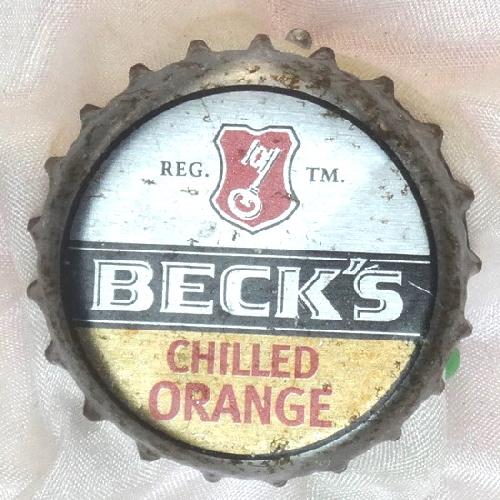 REG. TM.
BECK'S
CHILLED
ORANGE